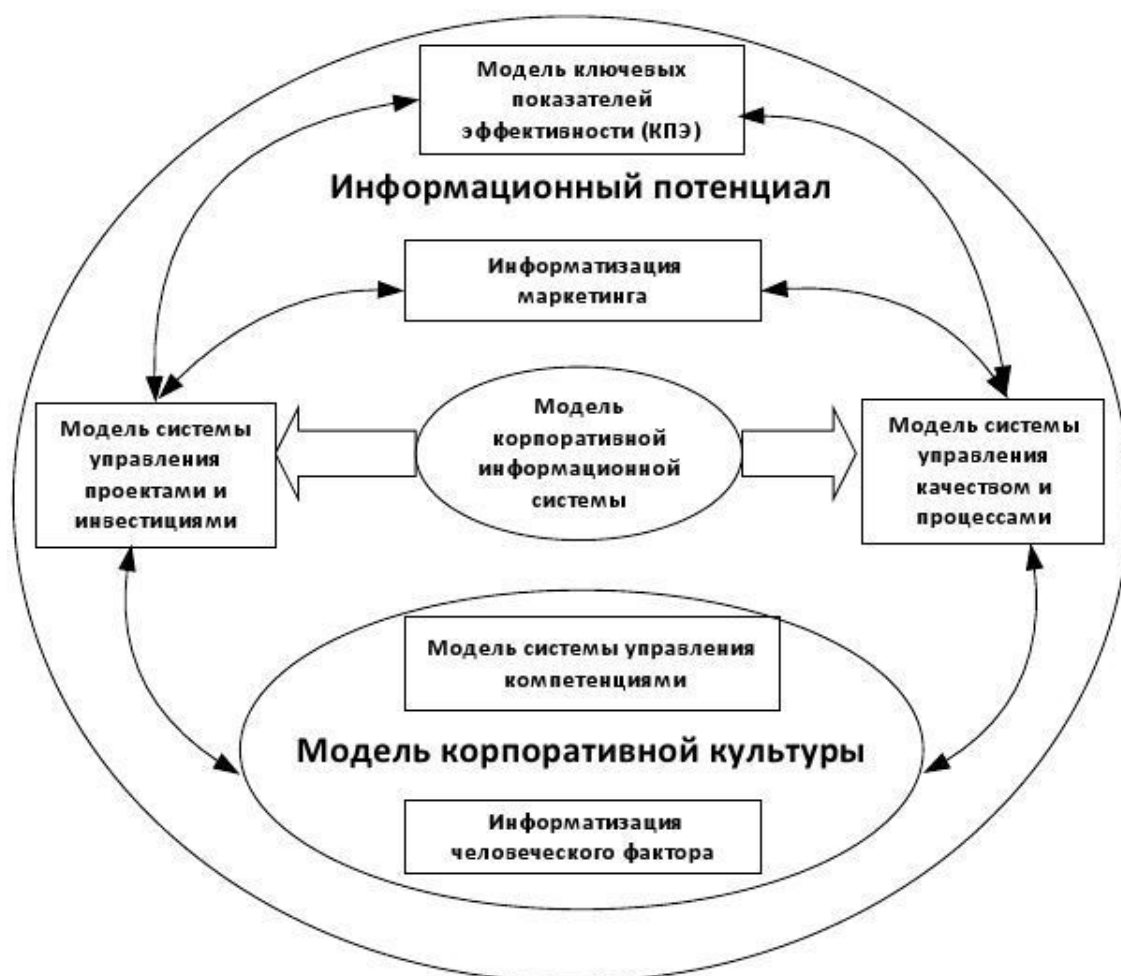 Модель ключевых
показателей
эффективности (КПЭ)
Информационный потенциал
Информатизация
маркетинга
Модель системы
управления
проектами и
инвестициями
Модель
корпоративной
информационной
системы
Модель системы
управления
качеством и
процессами
Модель системы управления
компетенциями
Модель корпоративной культуры
Информатизация
человеческого фактора